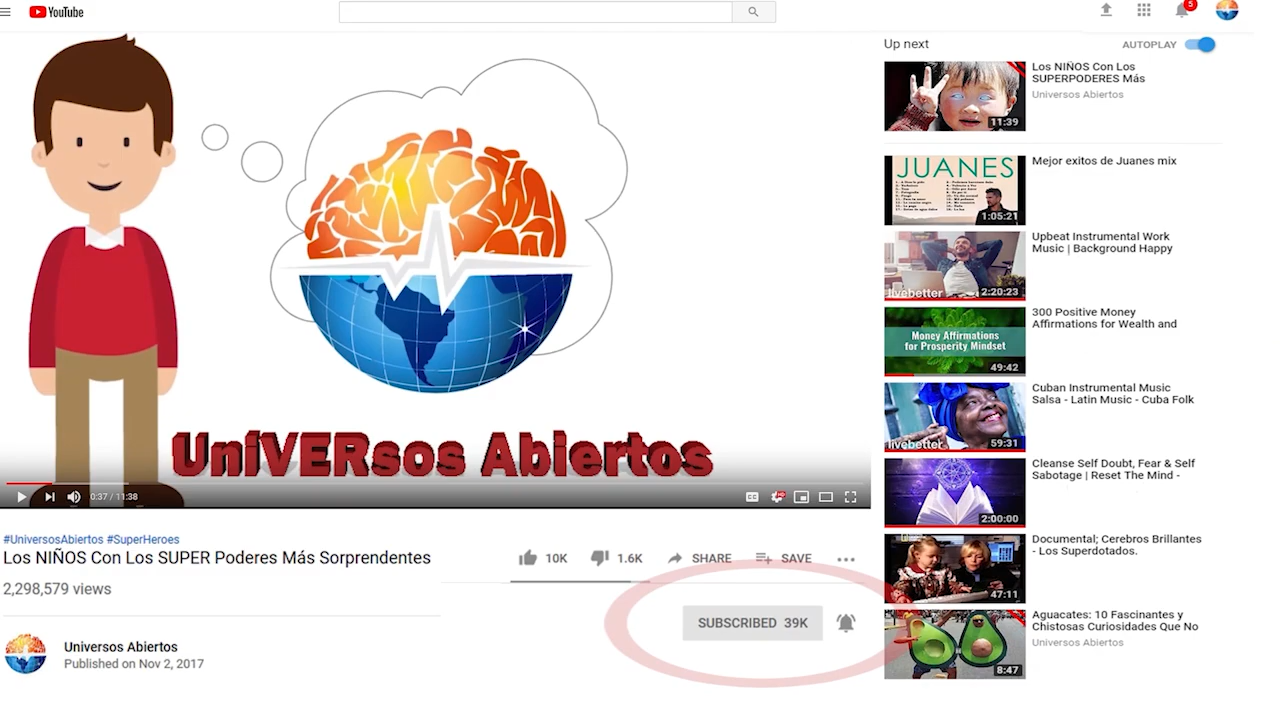 YouTube
5
UniVERsos Abiertos
0:37 / 11:38
CC
HD
#UniversosAbiertos #SuperHeroes
Los NIÑOS Con Los SUPER Poderes Más Sorprendentes
2,298,579 views
10K
1.6K
SHARE
SAVE
SUBSCRIBED 39K
Universos Abiertos
Published on Nov 2, 2017
Up next
AUTOPLAY
11:39
Los NIÑOS Con Los
SUPERPODERES Más
Universos Abiertos
JUANES
1:05:21
Mejor exitos de Juanes mix
livebetter
2:20:23
Upbeat Instrumental Work
Music | Background Happy
Money Affirmations
for Prosperity Mindset
49:42
300 Positive Money
Affirmations for Wealth and
livebetter
59:31
Cuban Instrumental Music
Salsa - Latin Music - Cuba Folk
2:00:00
Cleanse Self Doubt, Fear & Self
Sabotage | Reset The Mind -
47:11
Documental; Cerebros Brillantes
- Los Superdotados.
8:47
Aguacates: 10 Fascinantes y
Chistosas Curiosidades Que No
Universos Abiertos